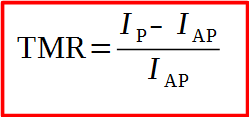 TMR = (I_P − I_AP) / I_AP